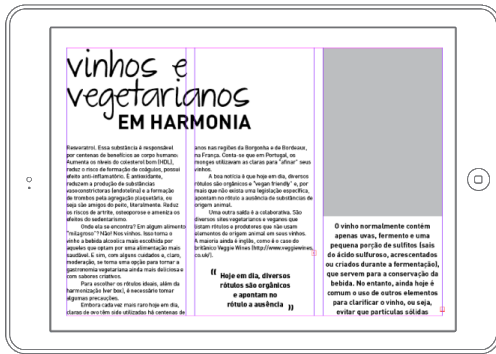 vinhos e
vegetarianos
EM HARMONIA
Resveratrol. Essa substância é responsável
por centenas de benefícios ao corpo humano:
Aumenta os níveis do colesterol bom (HDL),
reduz o risco de formação de coágulos, possui
efeito anti-inflamatório. É antioxidante,
reduzem a produção de substâncias
vasoconstrictoras (endotelina) e a formação
de trombos pela agregação plaquetária, ou
seja são amigos do peito, literalmente. Reduz
os riscos de artrite, osteoporose e ameniza os
efeitos do sedentarismo.
Onde ela se encontra? Em algum alimento
"milagroso"? Não! Nos vinhos. Isso torna o
vinho a bebida alcoolica mais escolhida por
aqueles que optam por uma alimentação mais
saudável. E sim, com alguns cuidados e, claro,
moderação, se torna uma opção para tornar a
gastronomia vegetariana ainda mais deliciosa e
com sabores criativos.
Para escolher os rótulos ideais, além da
harmonização (ver box), é necessário tomar
algumas precauções.
Embora cada vez mais raro hoje em dia,
claras de ovo têm sido utilizadas há centenas de
anos nas regiões da Borgonha e de Bordeaux,
na França. Conta-se que em Portugal, os
monges utilizavam as claras para "afinar" seus
vinhos.
A boa notícia é que hoje em dia, diversos
rótulos são orgânicos e "vegan friendly" e, por
mais que não exista uma legislação específica,
apontam no rótulo a ausência de substâncias de
origem animal.
Uma outra saída é a colaborativa. São
diversos sites vegetarianos e veganos que
listam rótulos e produtores que não usam
elementos de origem animal em seus vinhos.
A maioria ainda é inglês, como é o caso do
britânico Veggie Wines (http://www.veggiewines.
co.uk/).
“ Hoje em dia, diversos
rótulos são orgânicos
e apontam no
rótulo a ausência ”
O vinho normalmente contém
apenas uvas, fermento e uma
pequena porção de sulfitos (sais
do ácido sulfuroso, acrescentados
ou criados durante a fermentação),
que servem para a conservação da
bebida. No entanto, ainda hoje é
comum o uso de outros elementos
para clarificar o vinho, ou seja,
evitar que partículas sólidas